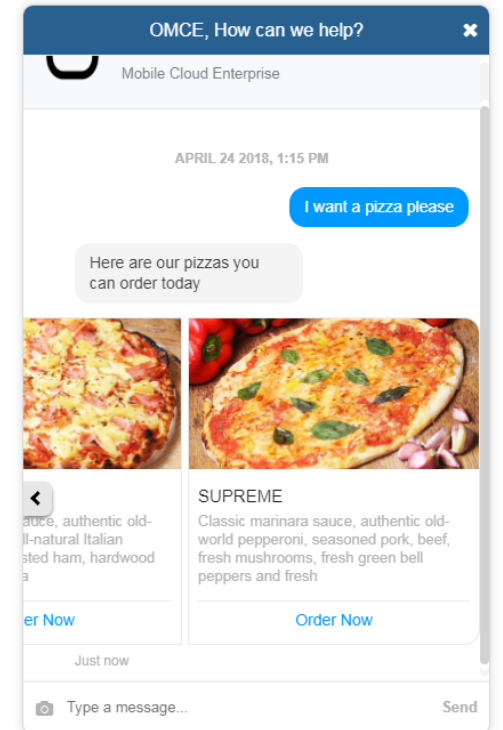 OMCE, How can we help?
Mobile Cloud Enterprise
APRIL 24 2018, 1:15 PM
I want a pizza please
Here are our pizzas you
can order today
sauce, authentic old-
ll-natural Italian
sted ham, hardwood
a
er Now
SUPREME
Classic marinara sauce, authentic old-
world pepperoni, seasoned pork, beef,
fresh mushrooms, fresh green bell
peppers and fresh
Order Now
Just now
Type a message...
Send